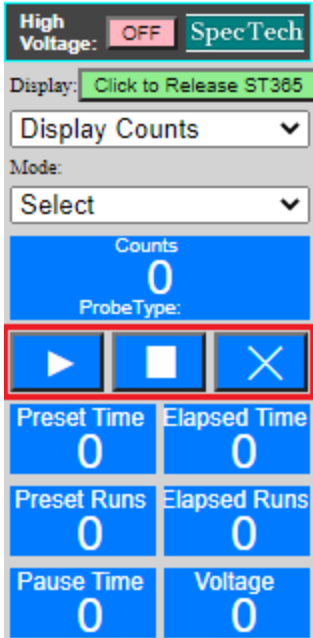 High
Voltage: OFF SpecTech
Display: Click to Release ST365
Display Counts
Mode:
Select
Counts
0
ProbeType:
Preset Time Elapsed Time
0 0
Preset Runs Elapsed Runs
0 0
Pause Time Voltage
0 0